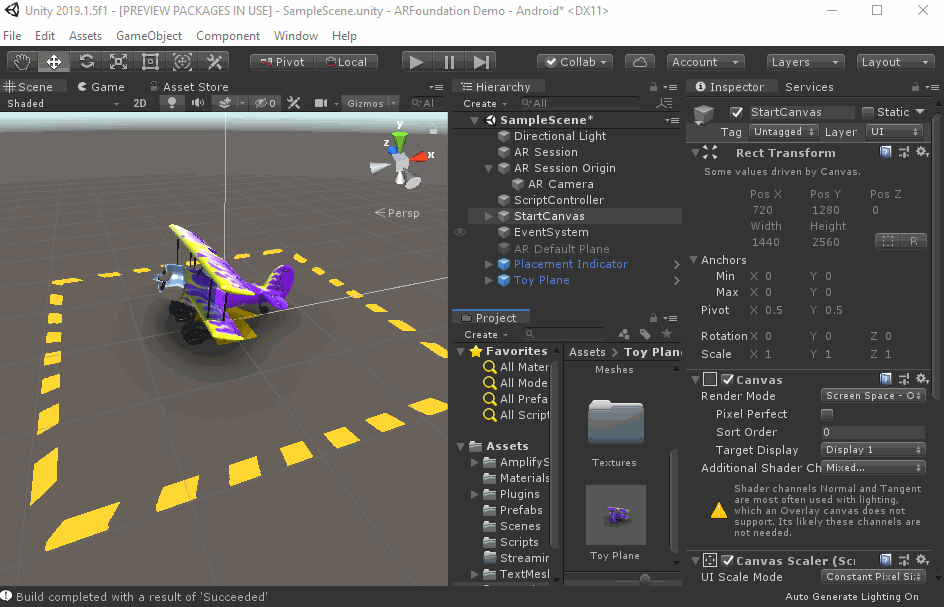 Unity 2019.1.5f1 - [PREVIEW PACKAGES IN USE] - SampleScene.unity - ARFoundation Demo - Android* <DX11>
File Edit Assets GameObject Component Window Help
Pivot Local Collab Account Layers Layout
Scene Game Asset Store
Shaded 2D 0 Gizmos Al
y
z
x
Persp
Hierarchy
Create All
SampleScene*
Directional Light
AR Session
AR Session Origin
AR Camera
ScriptController
StartCanvas
EventSystem
AR Default Plane
Placement Indicator
Toy Plane
Project
Create
Favorites
All Mater
All Mode
All Prefa
All Script
Assets
AmplifyS
Materials
Plugins
Prefabs
Scenes
Scripts
Streamin
TextMesl
Assets > Toy Plane
Meshes
Textures
Toy Plane
Inspector Services
StartCanvas Static
Tag Untagged Layer UI
Rect Transform
Some values driven by Canvas.
Pos X Pos Y Pos Z
720 1280 0
Width Height
1440 2560
R
Anchors
Min X 0 Y 0
Max X 0 Y 0
Pivot X 0.5 Y 0.5
Rotation X 0 Y 0 Z 0
Scale X 1 Y 1 Z 1
Canvas
Render Mode Screen Space - O
Pixel Perfect
Sort Order 0
Target Display Display 1
Additional Shader Ch Mixed...
Shader channels Normal and Tangent
are most often used with lighting,
which an Overlay canvas does not
support. Its likely these channels are
not needed.
Canvas Scaler (Sc
UI Scale Mode Constant Pixel Si
Build completed with a result of 'Succeeded'
Auto Generate Lighting On